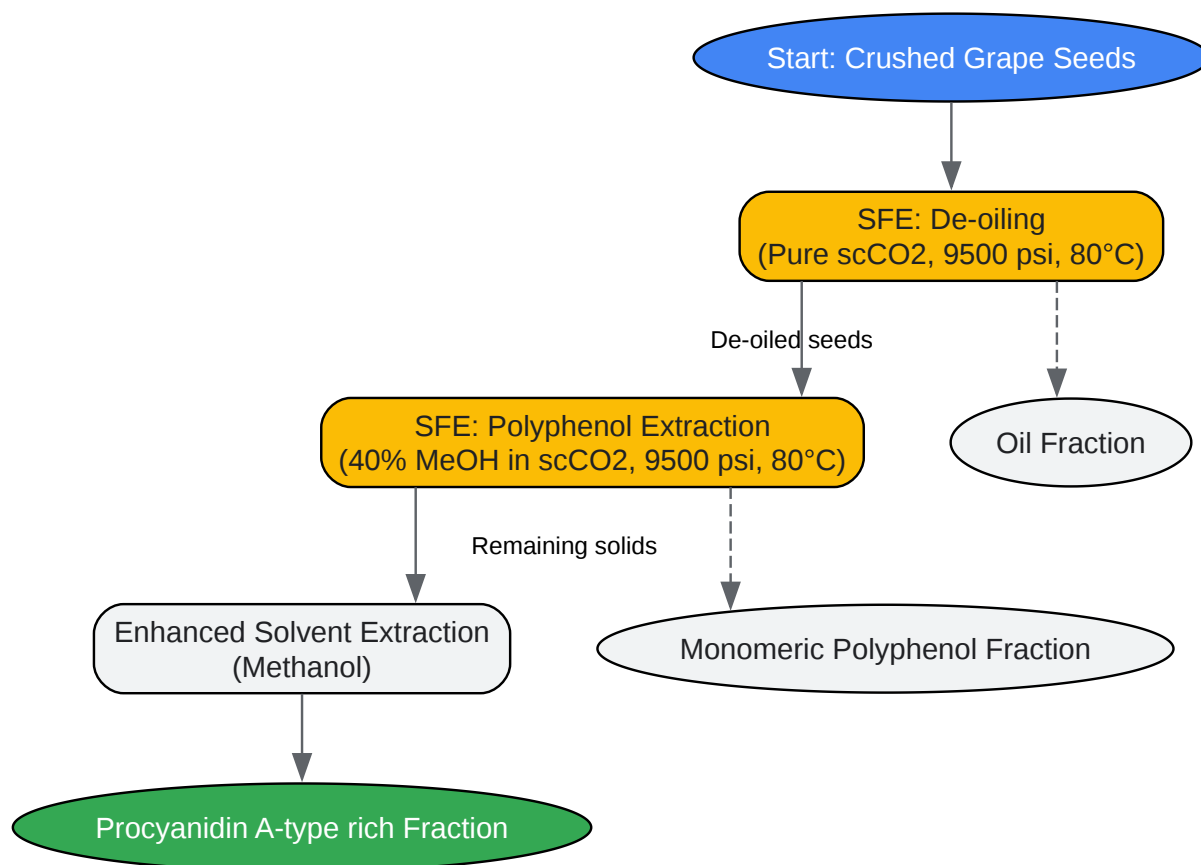 Start: Crushed Grape Seeds
SFE: De-oiling
(Pure scCO2, 9500 psi, 80°C)
De-oiled seeds
SFE: Polyphenol Extraction
(40% MeOH in scCO2, 9500 psi, 80°C)
Oil Fraction
Remaining solids
Enhanced Solvent Extraction
(Methanol)
Monomeric Polyphenol Fraction
Procyanidin A-type rich Fraction